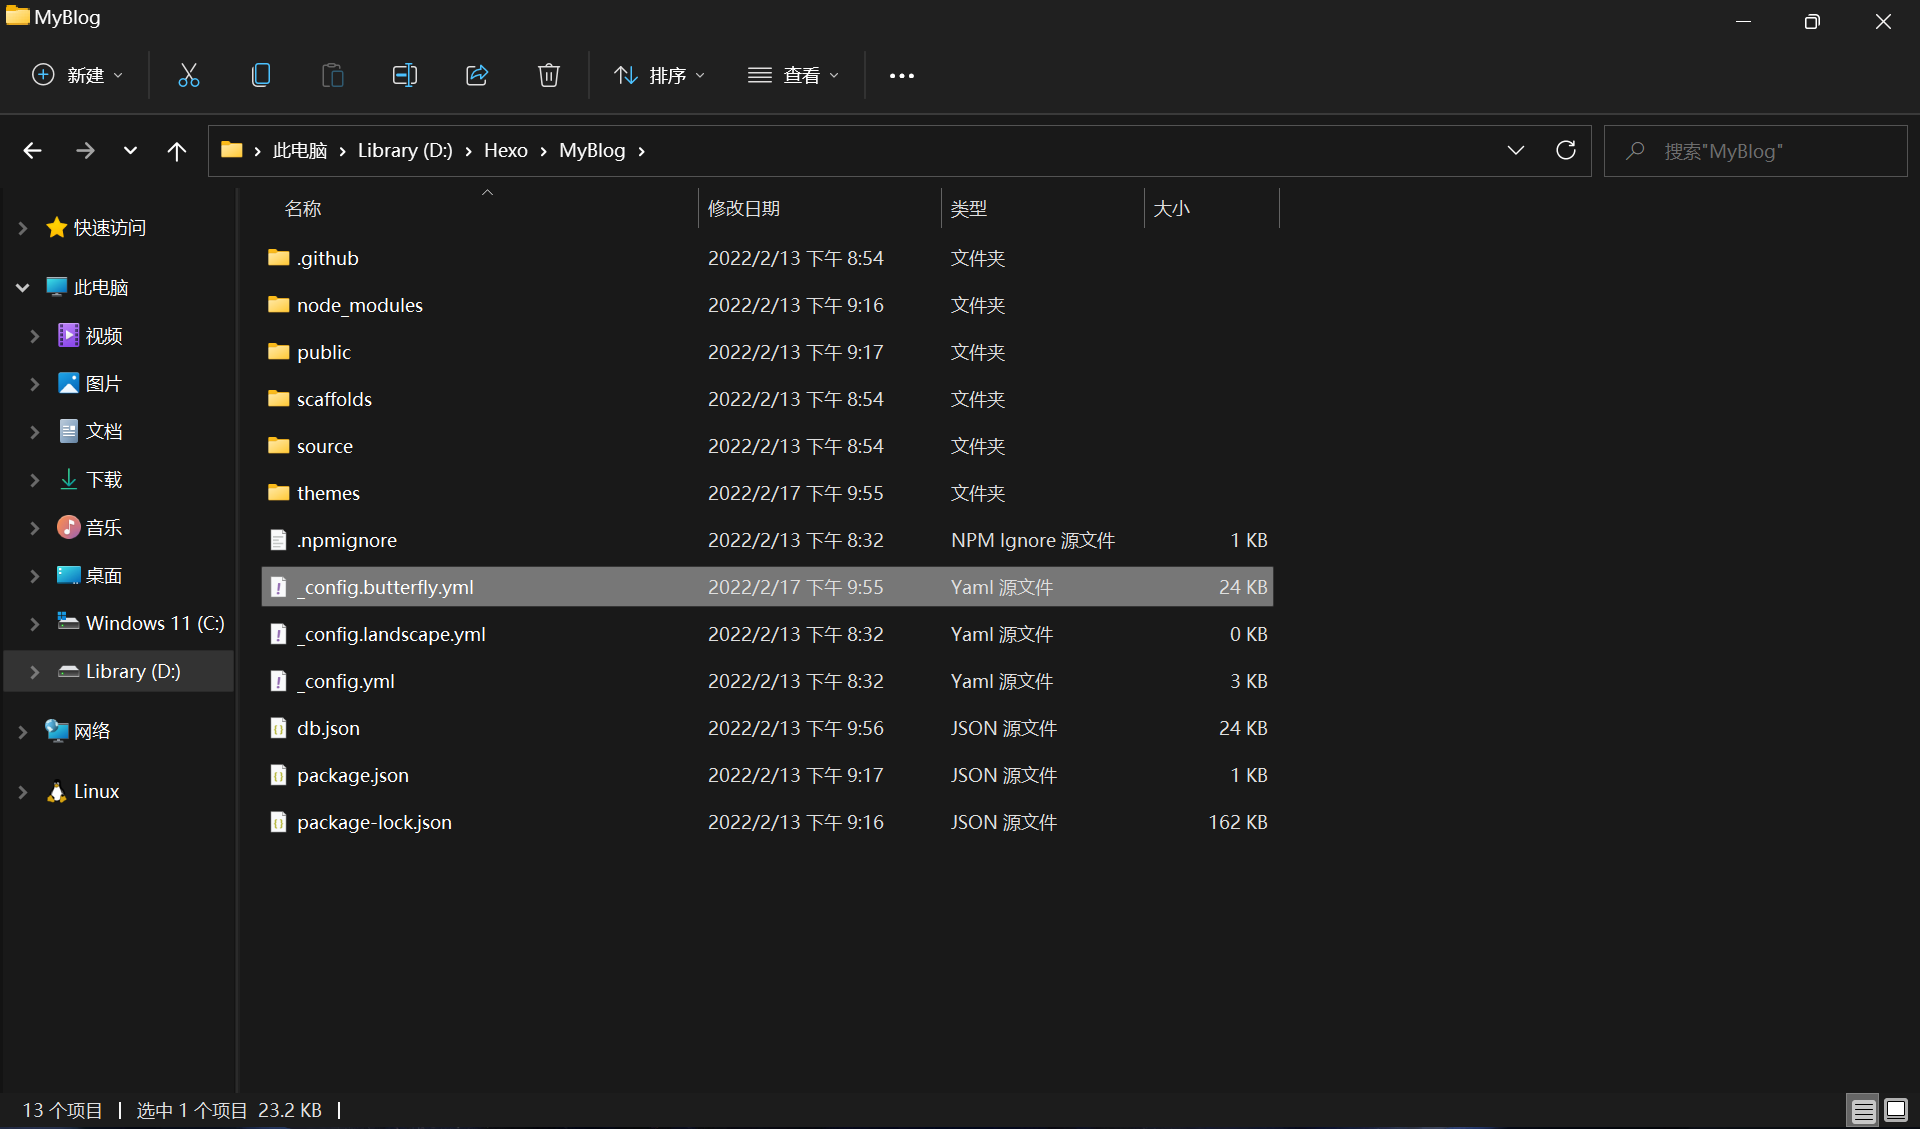 MyBlog
新建 排序 查看
此电脑 Library (D:) Hexo MyBlog 搜索"MyBlog"
快速访问
此电脑
视频
图片
文档
下载
音乐
桌面
Windows 11 (C:)
Library (D:)
网络
Linux
名称 修改日期 类型 大小
.github 2022/2/13 下午 8:54 文件夹
node_modules 2022/2/13 下午 9:16 文件夹
public 2022/2/13 下午 9:17 文件夹
scaffolds 2022/2/13 下午 8:54 文件夹
source 2022/2/13 下午 8:54 文件夹
themes 2022/2/17 下午 9:55 文件夹
.npmignore 2022/2/13 下午 8:32 NPM Ignore 源文件 1 KB
_config.butterfly.yml 2022/2/17 下午 9:55 Yaml 源文件 24 KB
_config.landscape.yml 2022/2/13 下午 8:32 Yaml 源文件 0 KB
_config.yml 2022/2/13 下午 8:32 Yaml 源文件 3 KB
db.json 2022/2/13 下午 9:56 JSON 源文件 24 KB
package.json 2022/2/13 下午 9:17 JSON 源文件 1 KB
package-lock.json 2022/2/13 下午 9:16 JSON 源文件 162 KB
13 个项目 选中 1 个项目 23.2 KB